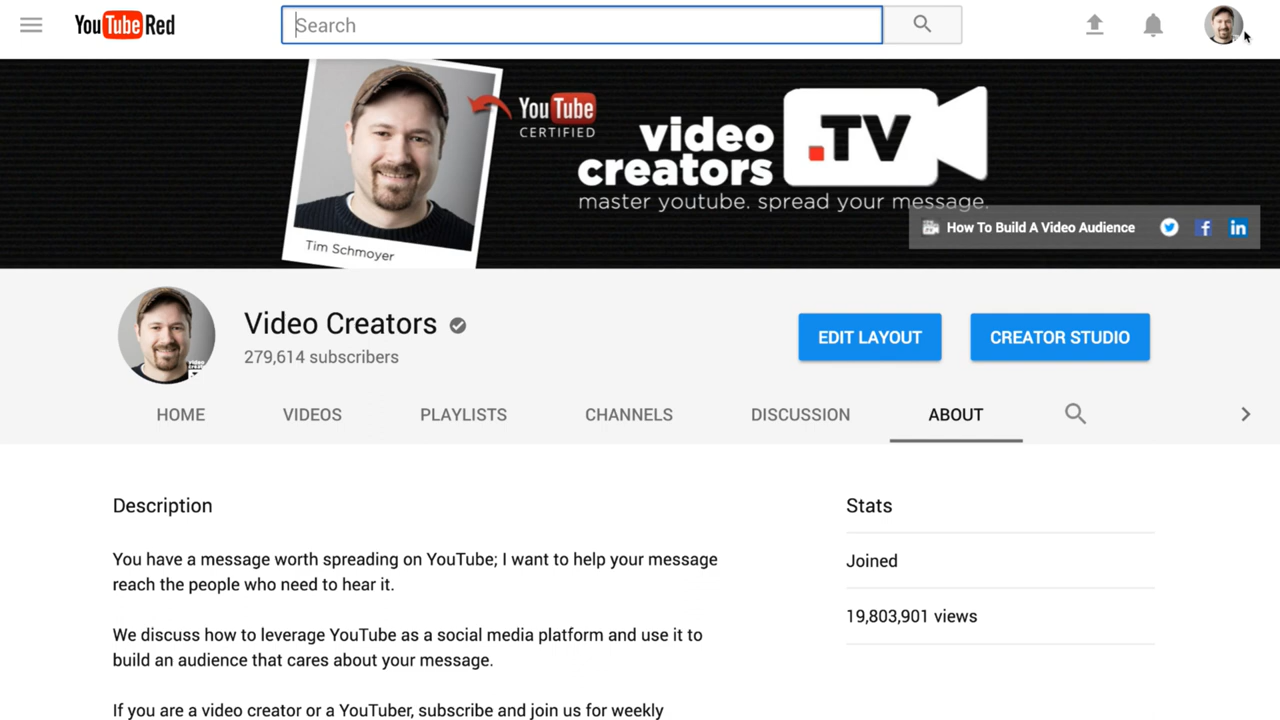 YouTube Red
Search
YouTube
CERTIFIED
video
creators
.TV
master youtube. spread your message.
Tim Schmoyer
How To Build A Video Audience
Video Creators
279,614 subscribers
EDIT LAYOUT
CREATOR STUDIO
HOME VIDEOS PLAYLISTS CHANNELS DISCUSSION ABOUT
Description
You have a message worth spreading on YouTube; I want to help your message
reach the people who need to hear it.
We discuss how to leverage YouTube as a social media platform and use it to
build an audience that cares about your message.
If you are a video creator or a YouTuber, subscribe and join us for weekly
Stats
Joined
19,803,901 views